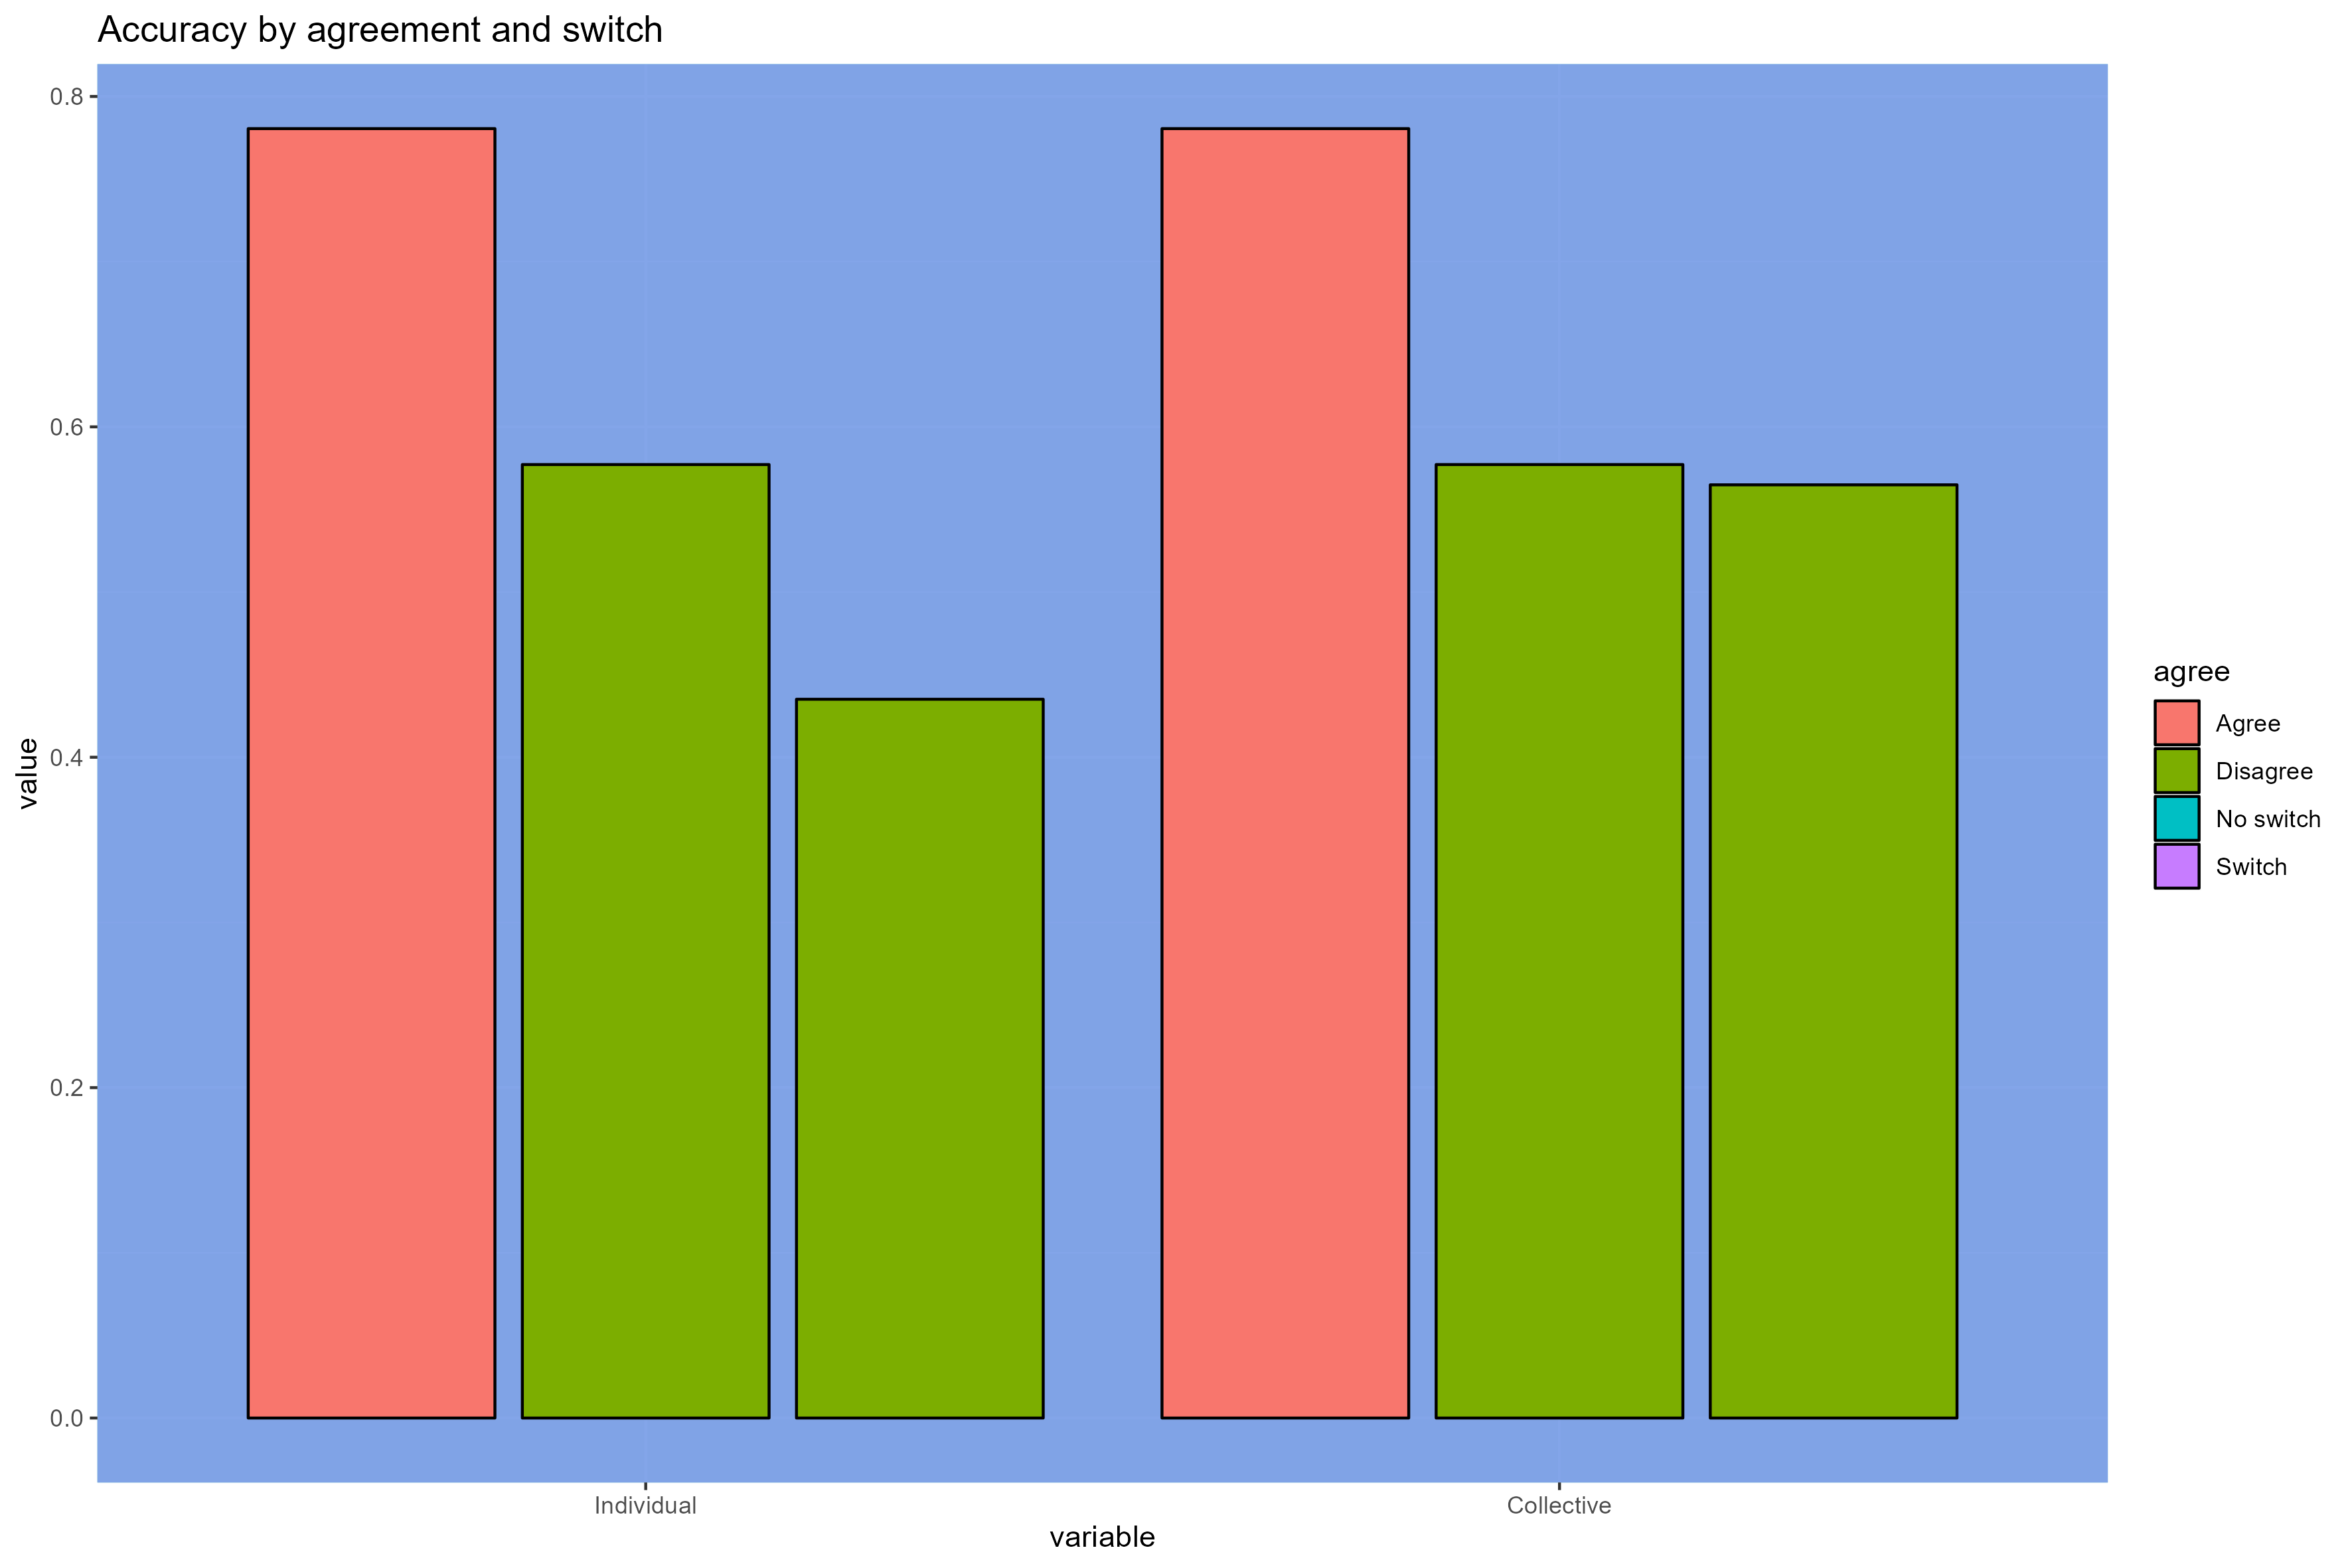 Accuracy by agreement and switch
0.8
0.6
0.4
0.2
0.0
value
Individual
Collective
variable
agree
Agree
Disagree
No switch
Switch